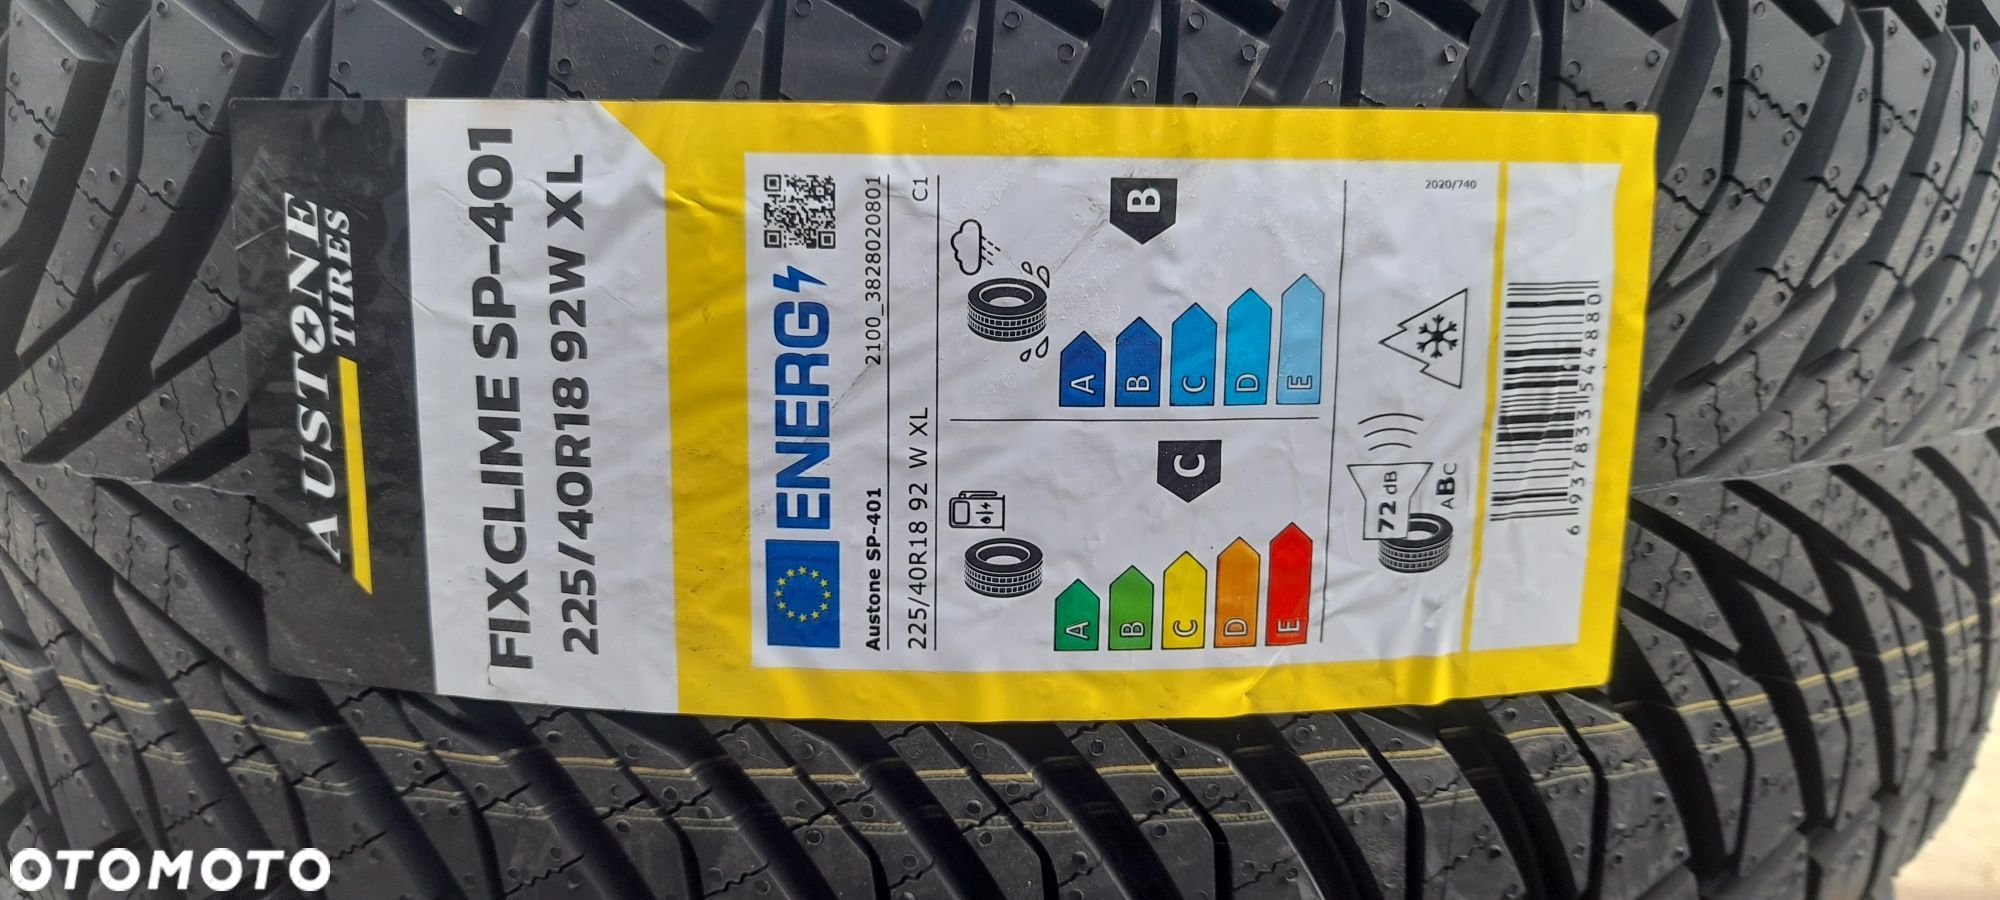 AUSTONE
TIRES
FIXCLIME SP-401
225/40R18 92W XL
ENERG
Austone SP-401
2100_3828020801
225/40R18 92 W XL
C1
A
B
C
D
E
C
A
B
C
D
E
B
72 dB
ABC
2020/740
6 937833 544880
OTOMOTO